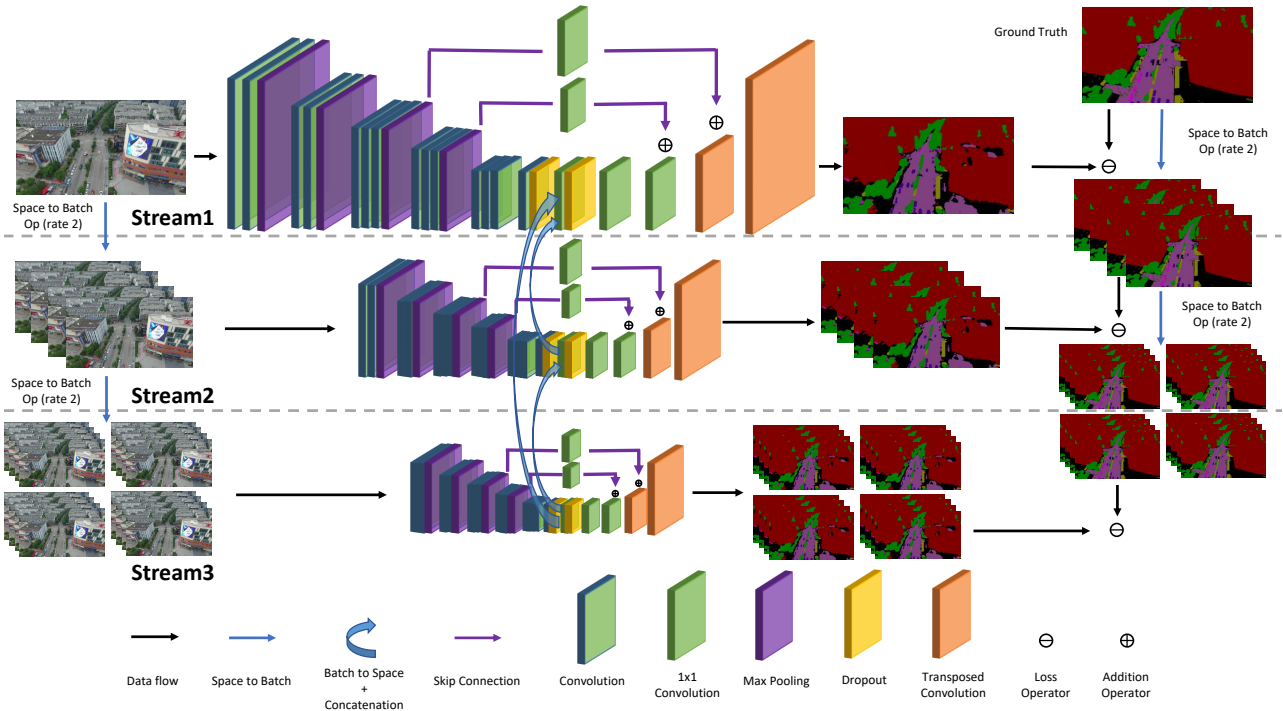 Ground Truth
Space to Batch
Op (rate 2)
Space to Batch
Op (rate 2)
Stream1
Space to Batch
Op (rate 2)
Space to Batch
Op (rate 2)
Stream2
Stream3
Data flow
Space to Batch
Batch to Space
+
Concatenation
Skip Connection
Convolution
1x1
Convolution
Max Pooling
Dropout
Transposed
Convolution
Loss
Operator
Addition
Operator